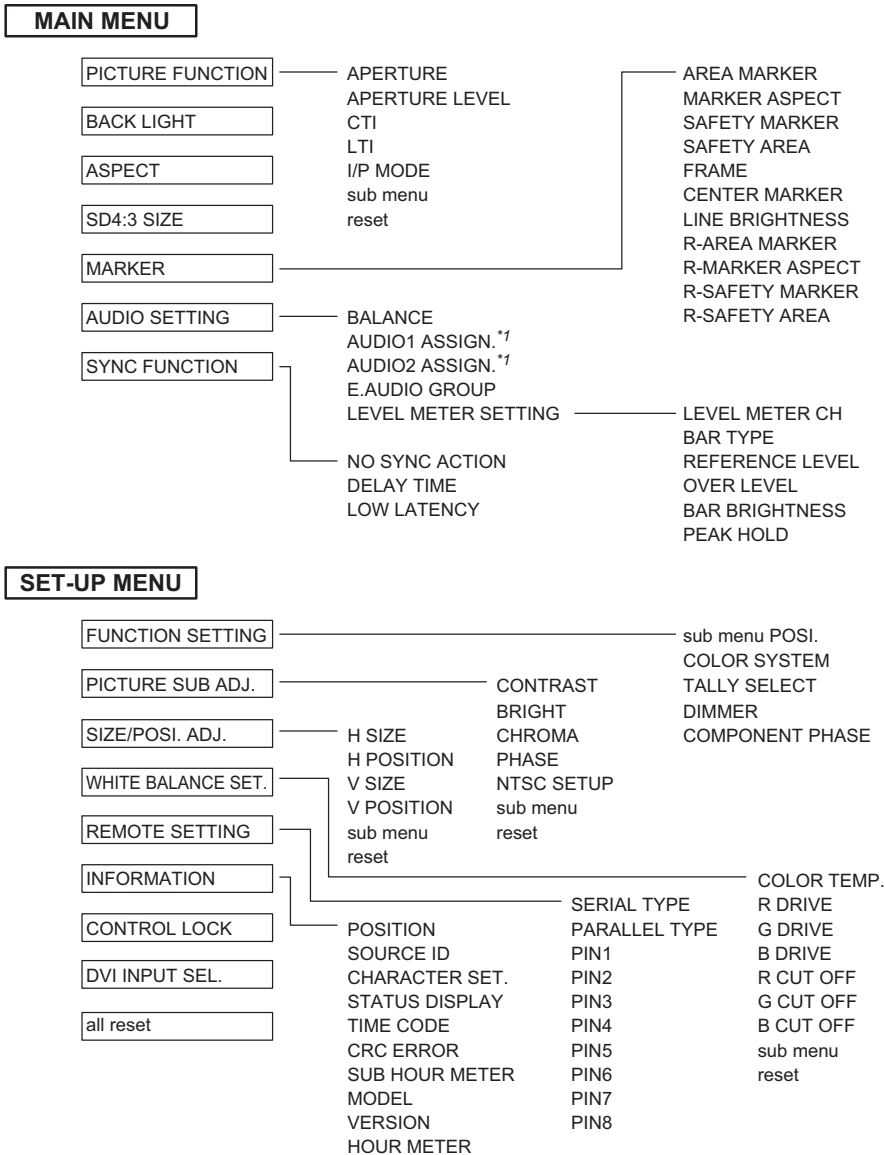 MAIN MENU
PICTURE FUNCTION
APERTURE
APERTURE LEVEL
CTI
LTI
I/P MODE
sub menu
reset
BACK LIGHT
ASPECT
SD4:3 SIZE
MARKER
AREA MARKER
MARKER ASPECT
SAFETY MARKER
SAFETY AREA
FRAME
CENTER MARKER
LINE BRIGHTNESS
R-AREA MARKER
R-MARKER ASPECT
R-SAFETY MARKER
R-SAFETY AREA
AUDIO SETTING
BALANCE
AUDIO1 ASSIGN.*1
AUDIO2 ASSIGN.*1
E.AUDIO GROUP
LEVEL METER SETTING
LEVEL METER CH
BAR TYPE
REFERENCE LEVEL
OVER LEVEL
BAR BRIGHTNESS
PEAK HOLD
SYNC FUNCTION
NO SYNC ACTION
DELAY TIME
LOW LATENCY
SET-UP MENU
FUNCTION SETTING
sub menu POSI.
COLOR SYSTEM
TALLY SELECT
DIMMER
COMPONENT PHASE
PICTURE SUB ADJ.
CONTRAST
BRIGHT
CHROMA
PHASE
NTSC SETUP
sub menu
reset
SIZE/POSI. ADJ.
H SIZE
H POSITION
V SIZE
V POSITION
sub menu
reset
WHITE BALANCE SET.
COLOR TEMP.
R DRIVE
G DRIVE
B DRIVE
R CUT OFF
G CUT OFF
B CUT OFF
sub menu
reset
REMOTE SETTING
SERIAL TYPE
PARALLEL TYPE
PIN1
PIN2
PIN3
PIN4
PIN5
PIN6
PIN7
PIN8
INFORMATION
POSITION
SOURCE ID
CHARACTER SET.
STATUS DISPLAY
TIME CODE
CRC ERROR
SUB HOUR METER
MODEL
VERSION
HOUR METER
CONTROL LOCK
DVI INPUT SEL.
all reset